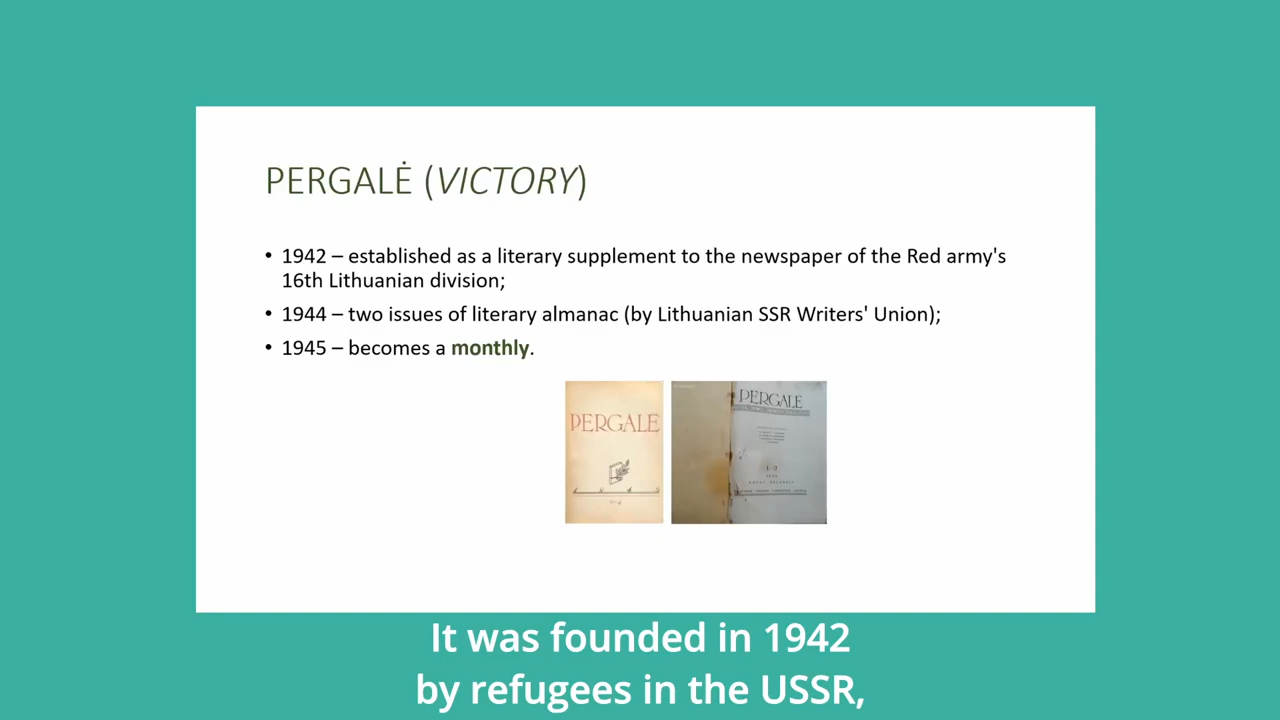 PERGALĖ (VICTORY)
• 1942 – established as a literary supplement to the newspaper of the Red army's
16th Lithuanian division;
• 1944 – two issues of literary almanac (by Lithuanian SSR Writers' Union);
• 1945 – becomes a monthly.
PERGALĖ
PERGALĖ
It was founded in 1942
by refugees in the USSR,